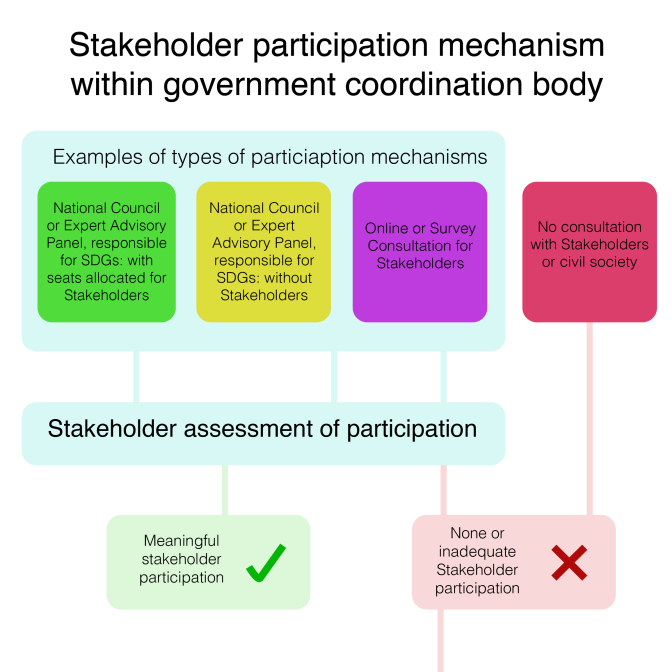 Stakeholder participation mechanism
within government coordination body
Examples of types of particiaption mechanisms
National Council
or Expert Advisory
Panel, responsible
for SDGs: with
seats allocated for
Stakeholders
National Council
or Expert
Advisory Panel,
responsible for
SDGs: without
Stakeholders
Online or Survey
Consultation for
Stakeholders
No consultation
with Stakeholders
or civil society
Stakeholder assessment of participation
Meaningful
stakeholder
participation
None or
inadequate
Stakeholder
participation